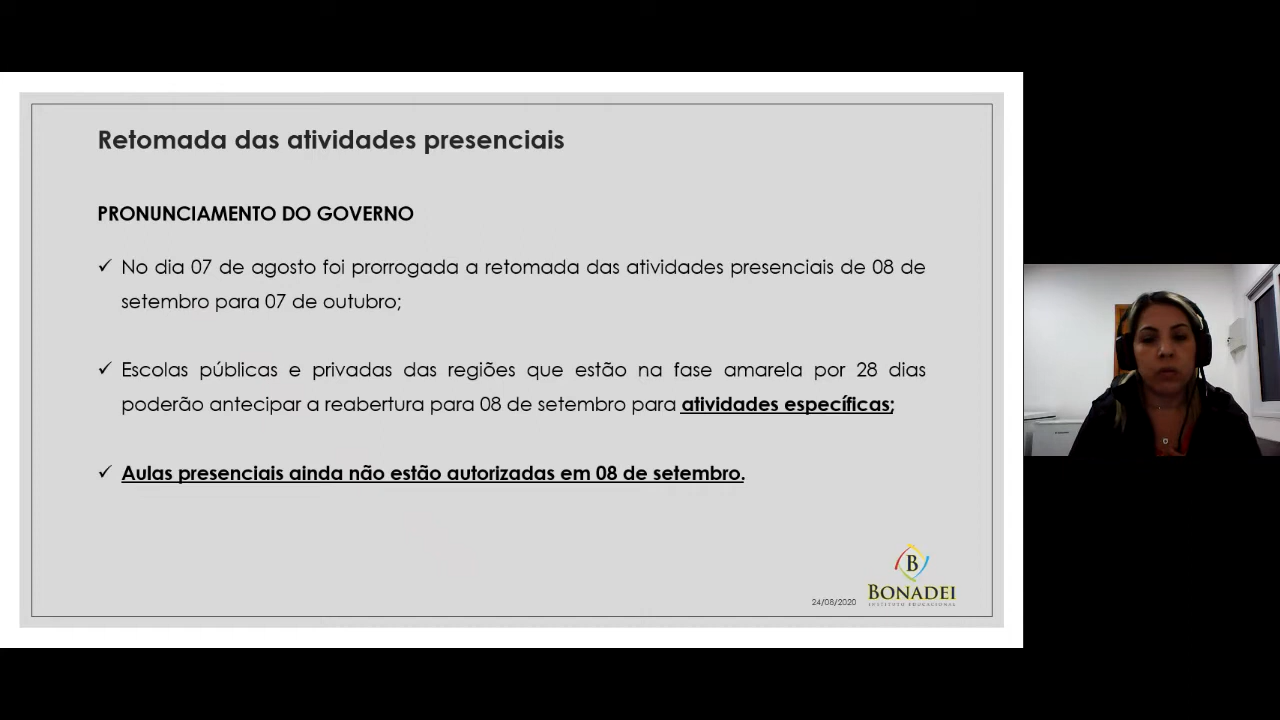 Retomada das atividades presenciais
PRONUNCIAMENTO DO GOVERNO
✓ No dia 07 de agosto foi prorrogada a retomada das atividades presenciais de 08 de
setembro para 07 de outubro;
✓ Escolas públicas e privadas das regiões que estão na fase amarela por 28 dias
poderão antecipar a reabertura para 08 de setembro para atividades específicas;
✓ Aulas presenciais ainda não estão autorizadas em 08 de setembro.
B
BONADEI
INSTITUTO EDUCACIONAL
24/08/2020